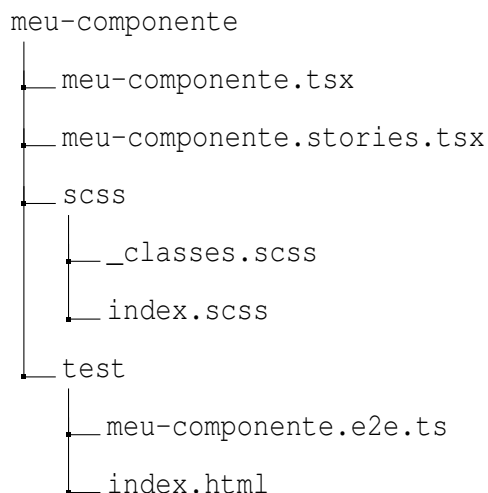 meu-componente
meu-componente.tsx
meu-componente.stories.tsx
scss
_classes.scss
index.scss
test
meu-componente.e2e.ts
index.html